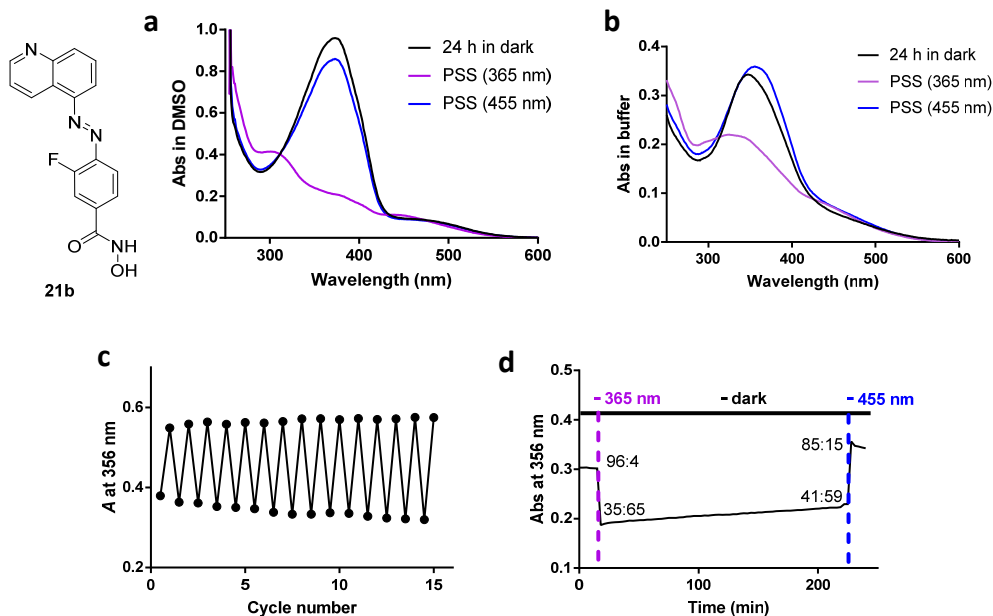 N
N
N
F
O
NH
OH
21b
a
Abs in DMSO
1.0
0.8
0.6
0.4
0.2
0.0
300
400
500
600
Wavelength (nm)
24 h in dark
PSS (365 nm)
PSS (455 nm)
b
Abs in buffer
0.4
0.3
0.2
0.1
0.0
300
400
500
600
Wavelength (nm)
24 h in dark
PSS (365 nm)
PSS (455 nm)
c
A at 356 nm
0.6
0.4
0.2
0
5
10
15
Cycle number
d
Abs at 356 nm
0.5
0.4
0.3
0.2
0.1
0
100
200
Time (min)
365 nm
dark
455 nm
96:4
35:65
41:59
85:15